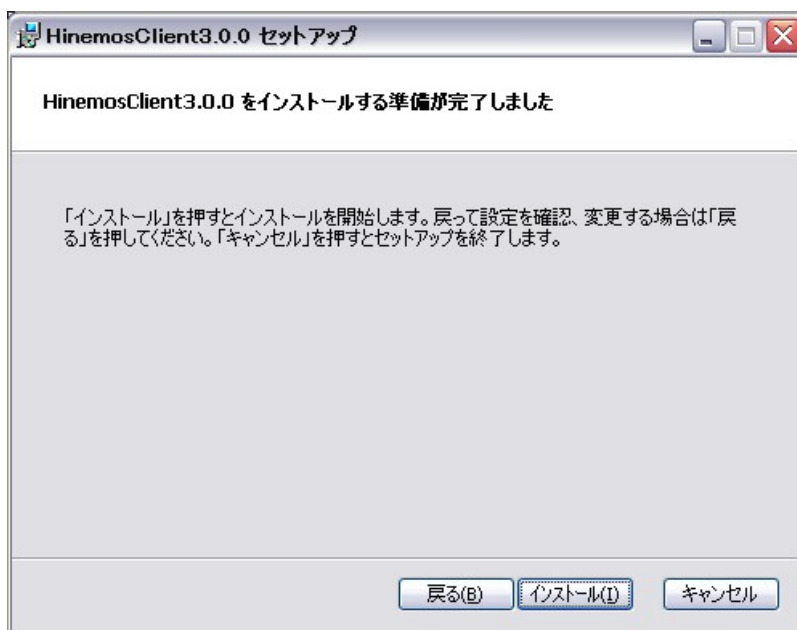 HinemosClient3.0.0 セットアップ
HinemosClient3.0.0 をインストールする準備が完了しました
「インストール」を押すとインストールを開始します。戻って設定を確認、変更する場合は「戻
る」を押してください。「キャンセル」を押すとセットアップを終了します。
戻る(B) インストール(I) キャンセル